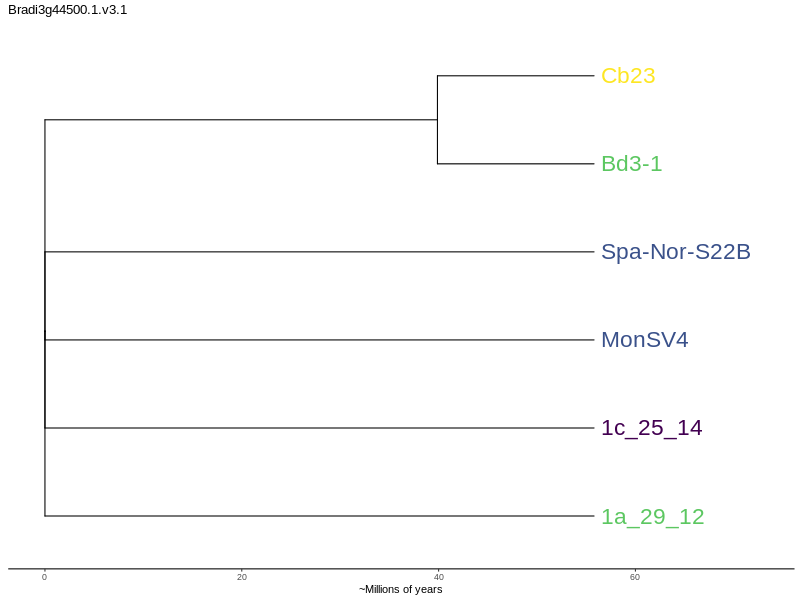 Bradi3g44500.1.v3.1
Cb23
Bd3-1
Spa-Nor-S22B
MonSV4
1c_25_14
1a_29_12
0 20 40 60
~Millions of years